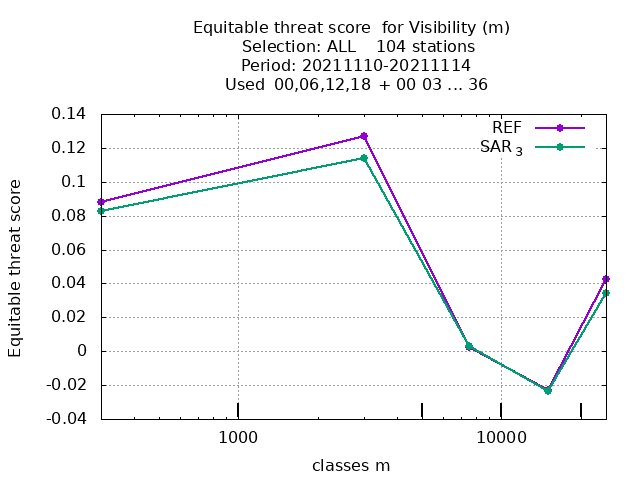 Equitable threat score for Visibility (m)
Selection: ALL 104 stations
Period: 20211110-20211114
Used 00,06,12,18 + 00 03 ... 36
REF
SAR 3
0.14
0.12
0.1
0.08
0.06
0.04
0.02
0
-0.02
-0.04
Equitable threat score
1000 10000
classes m